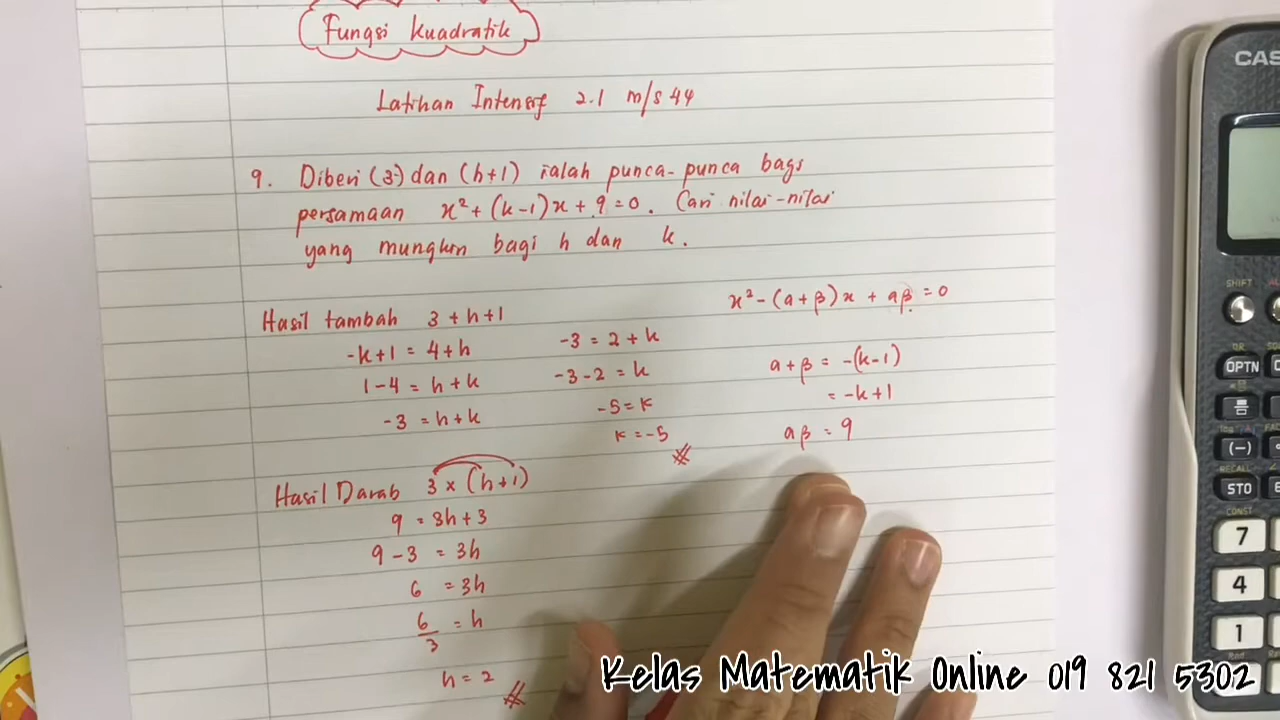 Fungsi Kuadratik
Latihan Intensif 2.1 m/s 44
9. Diberi (3) dan (h+1) ialah punca-punca bagi
persamaan x² + (k-1)x + 9 = 0. Cari nilai-nilai
yang mungkin bagi h dan k.
Hasil tambah 3 + h + 1
-k+1 = 4+h
1-4 = h+k
-3 = h+k
-3 = 2+k
-3-2 = k
-5 = k
k = -5
x² - (a+β)x + aβ = 0
a+β = -(k-1)
= -k+1
aβ = 9
Hasil Darab 3 × (h+1)
9 = 3h+3
9-3 = 3h
6 = 3h
6/3 = h
h = 2
CAS
SHIFT
OPTN
(-)
STO
CONST
7
4
1
Kelas Matematik Online 019 821 5302